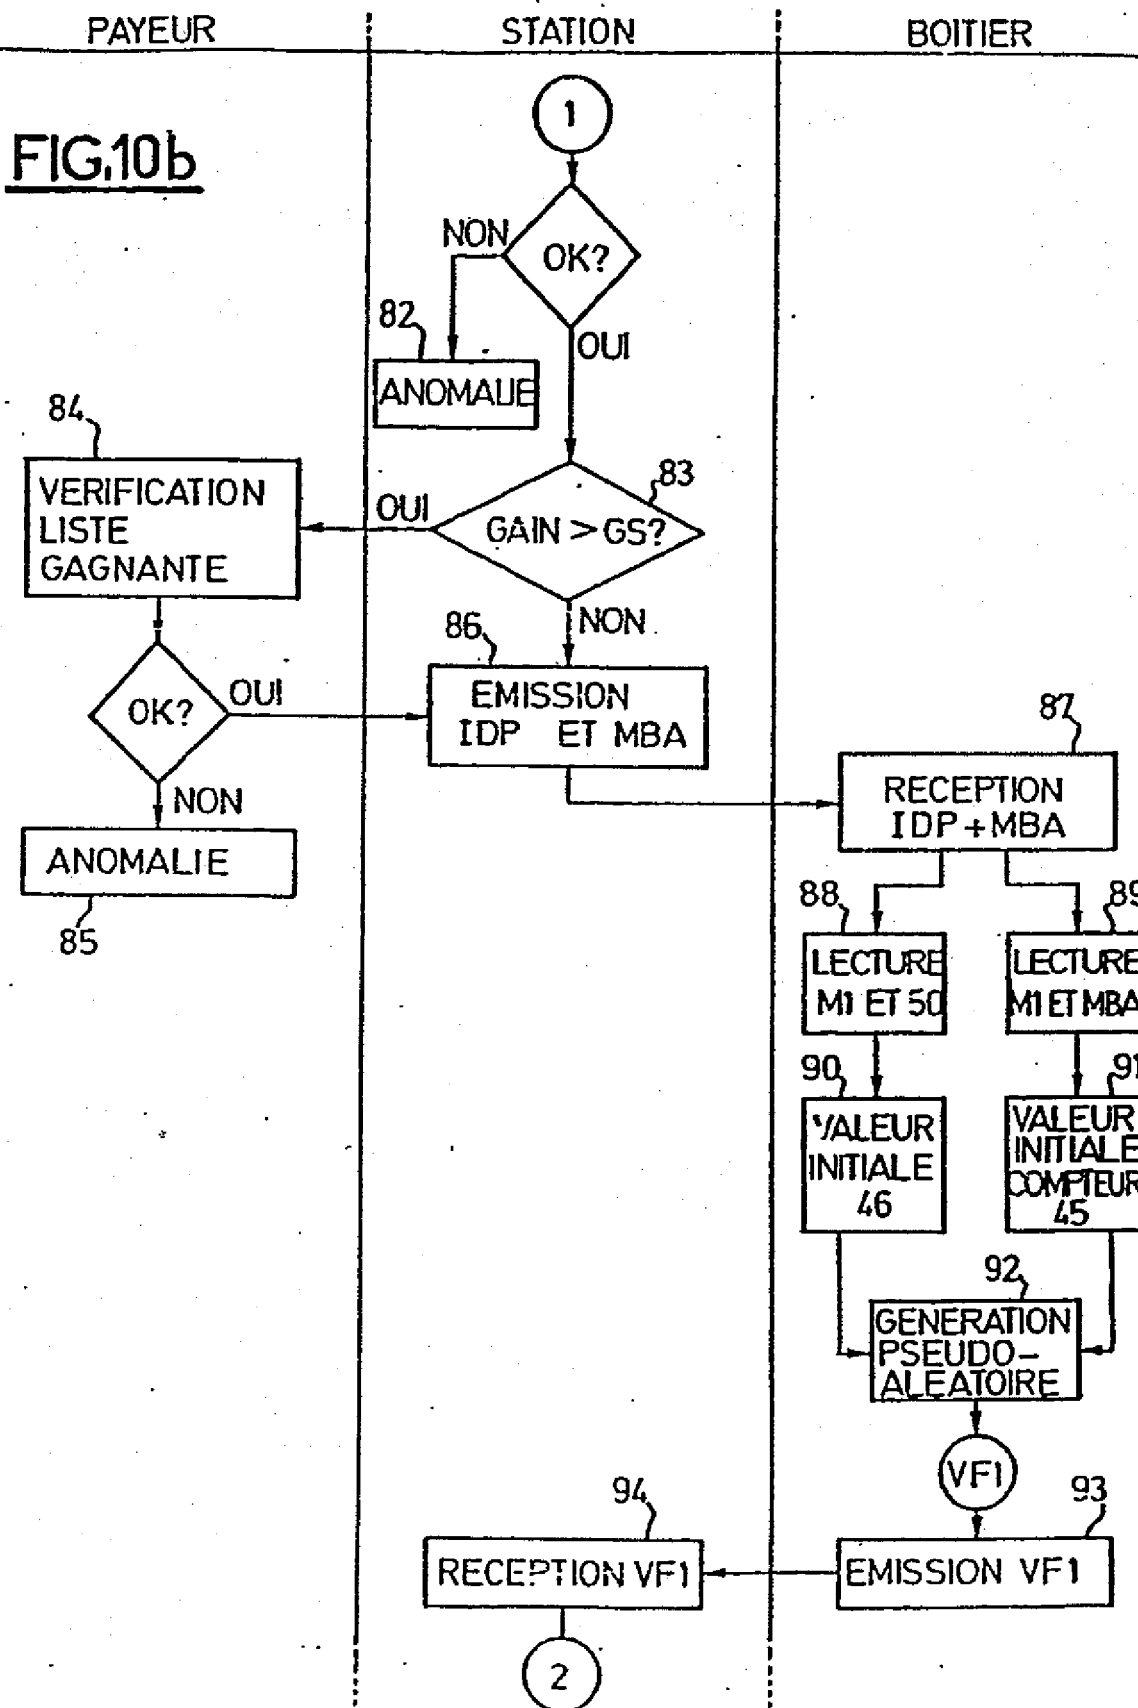 PAYEUR
STATION
BOITIER
FIG.10b
1
OK?
NON
OUI
82
ANOMALIE
84
VERIFICATION
LISTE
GAGNANTE
OUI
83
GAIN > GS?
NON
86
EMISSION
IDP ET MBA
OK?
OUI
NON
ANOMALIE
85
87
RECEPTION
IDP+MBA
88
89
LECTURE
M1 ET 50
LECTURE
M1 ET MBA
90
91
VALEUR
INITIALE
46
VALEUR
INITIALE
COMPTEUR
45
92
GENERATION
PSEUDO-
ALEATOIRE
VF1
93
94
RECEPTION VF1
EMISSION VF1
2